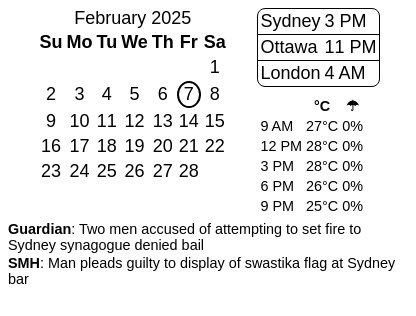 February 2025
Su Mo Tu We Th Fr Sa
1
2 3 4 5 6 7 8
9 10 11 12 13 14 15
16 17 18 19 20 21 22
23 24 25 26 27 28
Sydney 3 PM
Ottawa 11 PM
London 4 AM
°C ☂
9 AM 27°C 0%
12 PM 28°C 0%
3 PM 28°C 0%
6 PM 26°C 0%
9 PM 25°C 0%
Guardian: Two men accused of attempting to set fire to
Sydney synagogue denied bail
SMH: Man pleads guilty to display of swastika flag at Sydney
bar